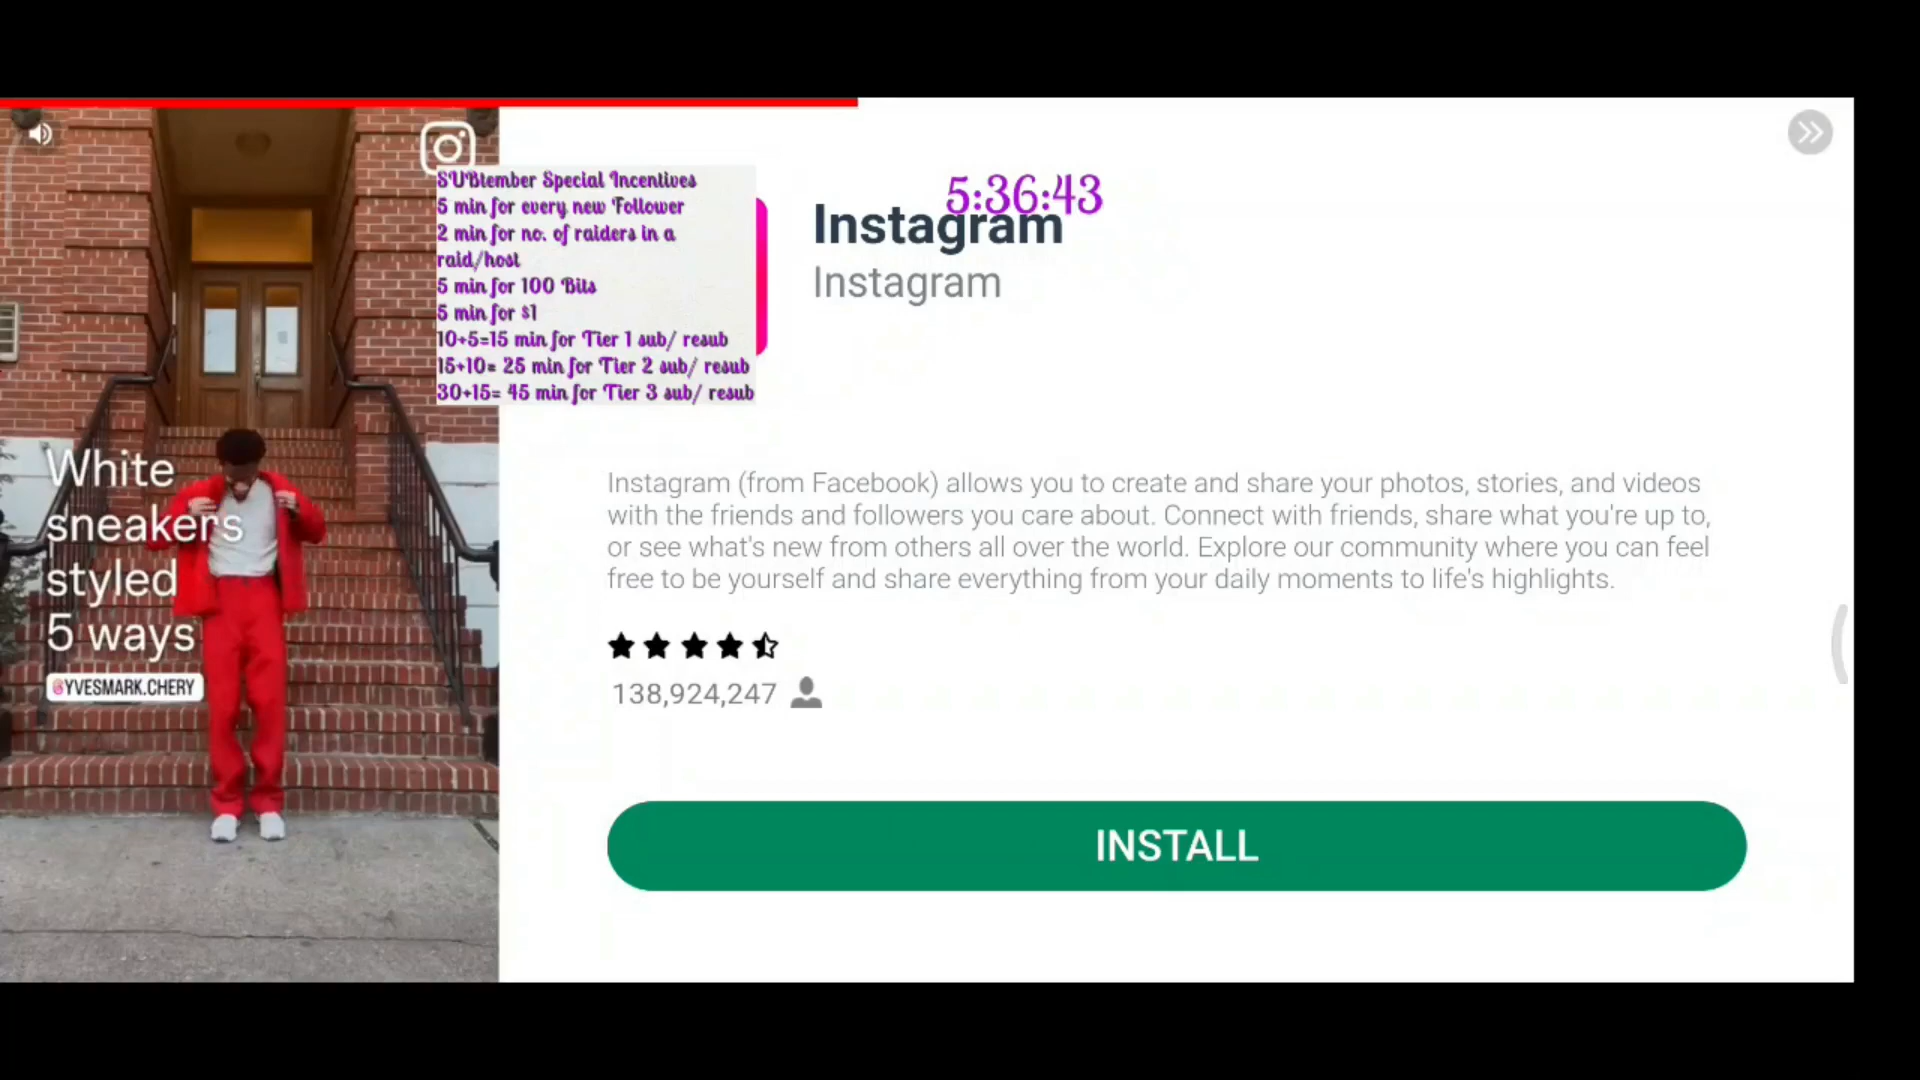 SUBtember Special Incentives
5 min for every new Follower
2 min for no. of raiders in a
raid/host
5 min for 100 Bits
5 min for $1
10+5=15 min for Tier 1 sub/ resub
15+10= 25 min for Tier 2 sub/ resub
30+15= 45 min for Tier 3 sub/ resub
5:36:43
Instagram
Instagram
White
sneakers
styled
5 ways
@YVESMARK.CHERY
Instagram (from Facebook) allows you to create and share your photos, stories, and videos
with the friends and followers you care about. Connect with friends, share what you're up to,
or see what's new from others all over the world. Explore our community where you can feel
free to be yourself and share everything from your daily moments to life's highlights.
138,924,247
INSTALL